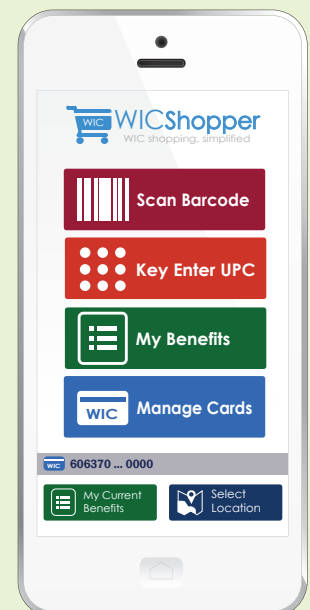 WIC WICShopper
WIC shopping, simplified
Scan Barcode
Key Enter UPC
My Benefits
WIC Manage Cards
WIC 606370 ... 0000
My Current
Benefits
Select
Location